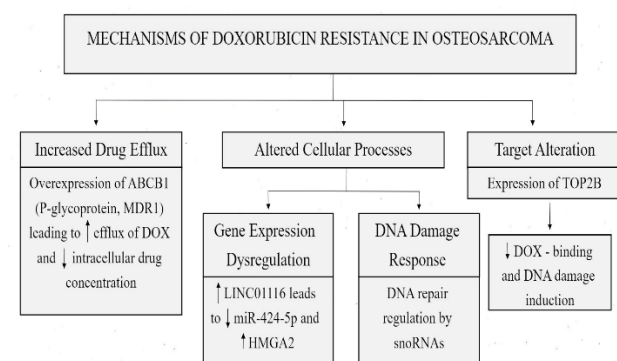 MECHANISMS OF DOXORUBICIN RESISTANCE IN OSTEOSARCOMA
Increased Drug Efflux
Overexpression of ABCB1
(P-glycoprotein, MDR1)
leading to ↑ efflux of DOX
and ↓ intracellular drug
concentration
Altered Cellular Processes
Gene Expression
Dysregulation
↑ LINC01116 leads
to ↓ miR-424-5p and
↑ HMGA2
DNA Damage
Response
DNA repair
regulation by
snoRNAs
Target Alteration
Expression of TOP2B
↓ DOX - binding
and DNA damage
induction